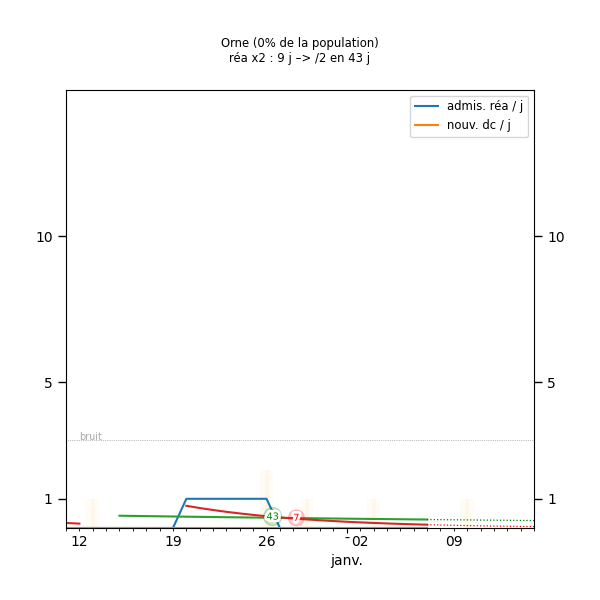 Orne (0% de la population)
réa x2 : 9 j –> /2 en 43 j
admis. réa / j
nouv. dc / j
10 10
5 5
bruit
1 1
43 7
12 19 26 02 09
janv.